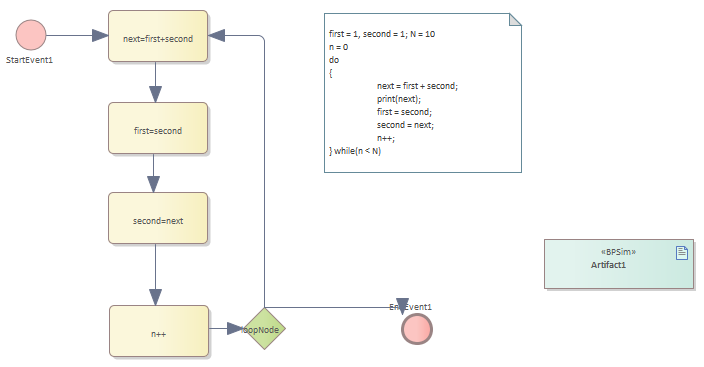 StartEvent1
next=first+second
first=second
second=next
n++
loopNode
EndEvent1
first = 1, second = 1; N = 10
n = 0
do
{
next = first + second;
print(next);
first = second;
second = next;
n++;
} while(n < N)
«BPSim»
Artifact1